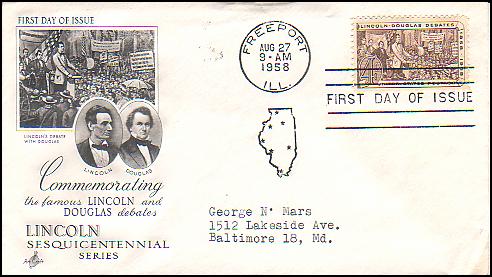 FIRST DAY OF ISSUE
LINCOLN'S DEBATE
WITH DOUGLAS
LINCOLN
DOUGLAS
Commemorating
the famous LINCOLN and
DOUGLAS debates
LINCOLN
SESQUICENTENNIAL
SERIES
FREEPORT
AUG 27
9-AM
1958
ILL.
LINCOLN-DOUGLAS DEBATES
4¢
FIRST DAY OF ISSUE
George N. Mars
1512 Lakeside Ave.
Baltimore 18, Md.